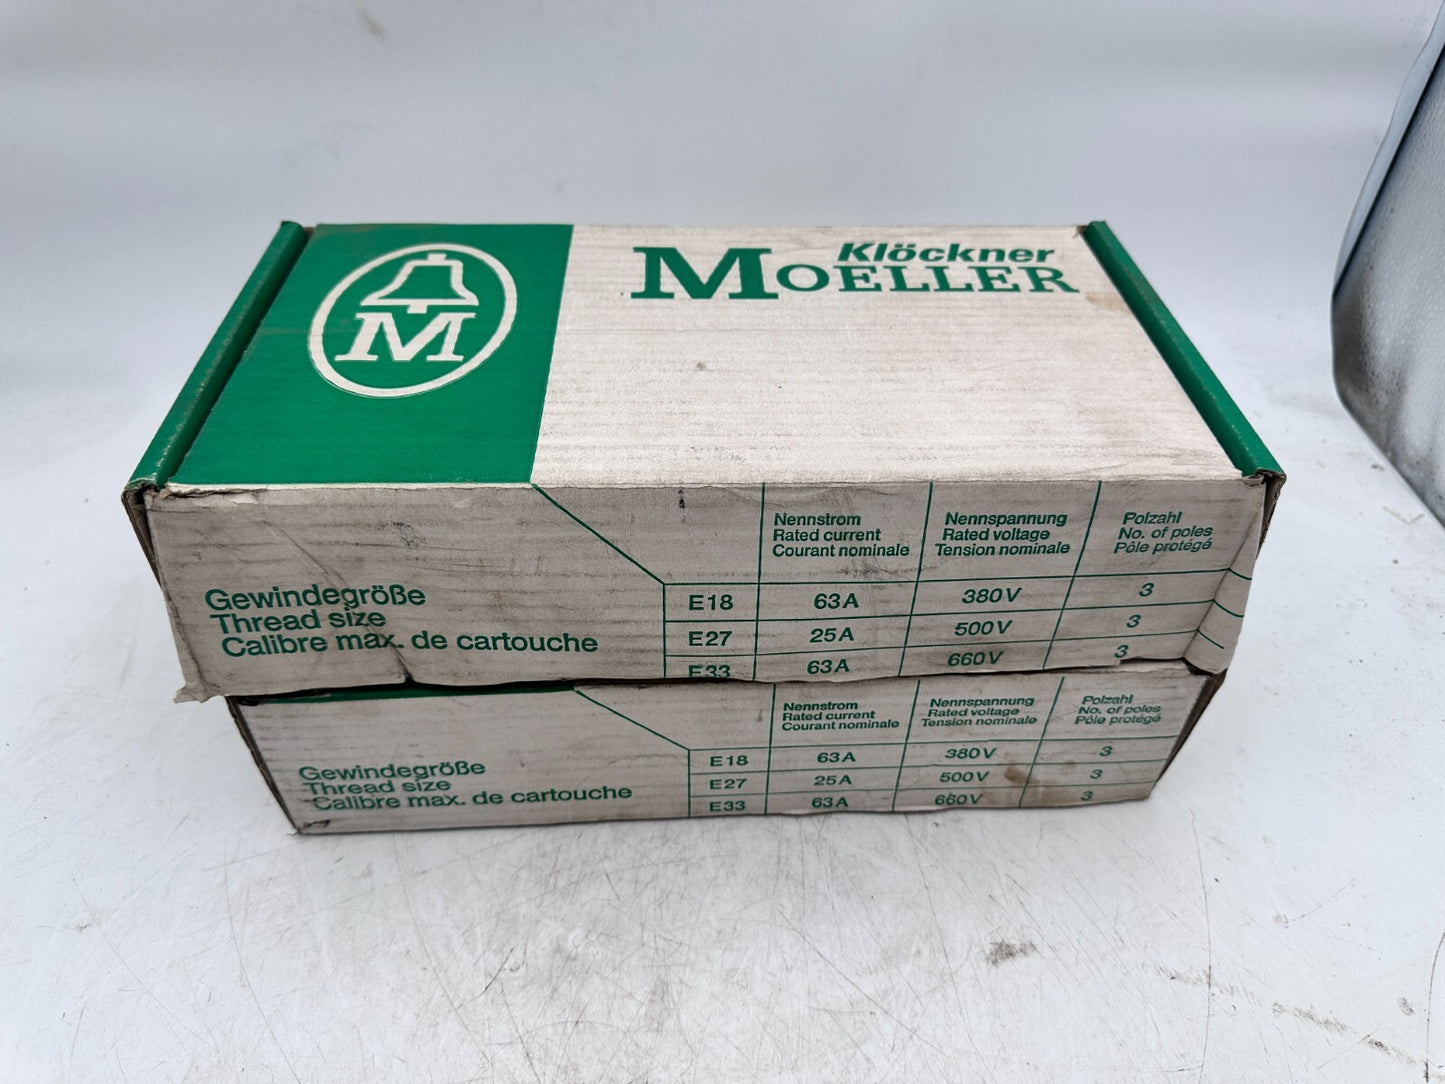 M
Klöckner
MOELLER
Nennstrom
Rated current
Courant nominale
Nennspannung
Rated voltage
Tension nominale
Polzahl
No. of poles
Pôle protégé
Gewindegröße
Thread size
Calibre max. de cartouche
E18 63A 380V 3
E27 25A 500V 3
E33 63A 660V 3
Nennstrom
Rated current
Courant nominale
Nennspannung
Rated voltage
Tension nominale
Polzahl
No. of poles
Pôle protégé
Gewindegröße
Thread size
Calibre max. de cartouche
E18 63A 380V 3
E27 25A 500V 3
E33 63A 660V 3